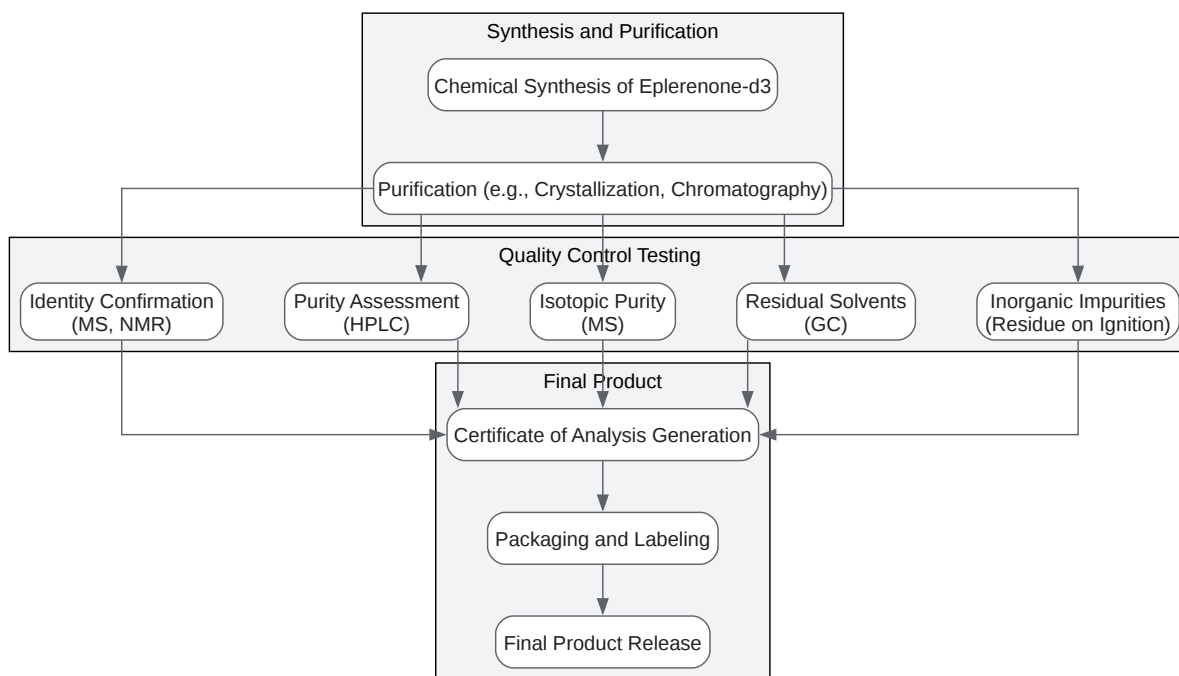 Synthesis and Purification
Chemical Synthesis of Eplerenone-d3
Purification (e.g., Crystallization, Chromatography)
Quality Control Testing
Identity Confirmation
(MS, NMR)
Purity Assessment
(HPLC)
Isotopic Purity
(MS)
Residual Solvents
(GC)
Inorganic Impurities
(Residue on Ignition)
Final Product
Certificate of Analysis Generation
Packaging and Labeling
Final Product Release